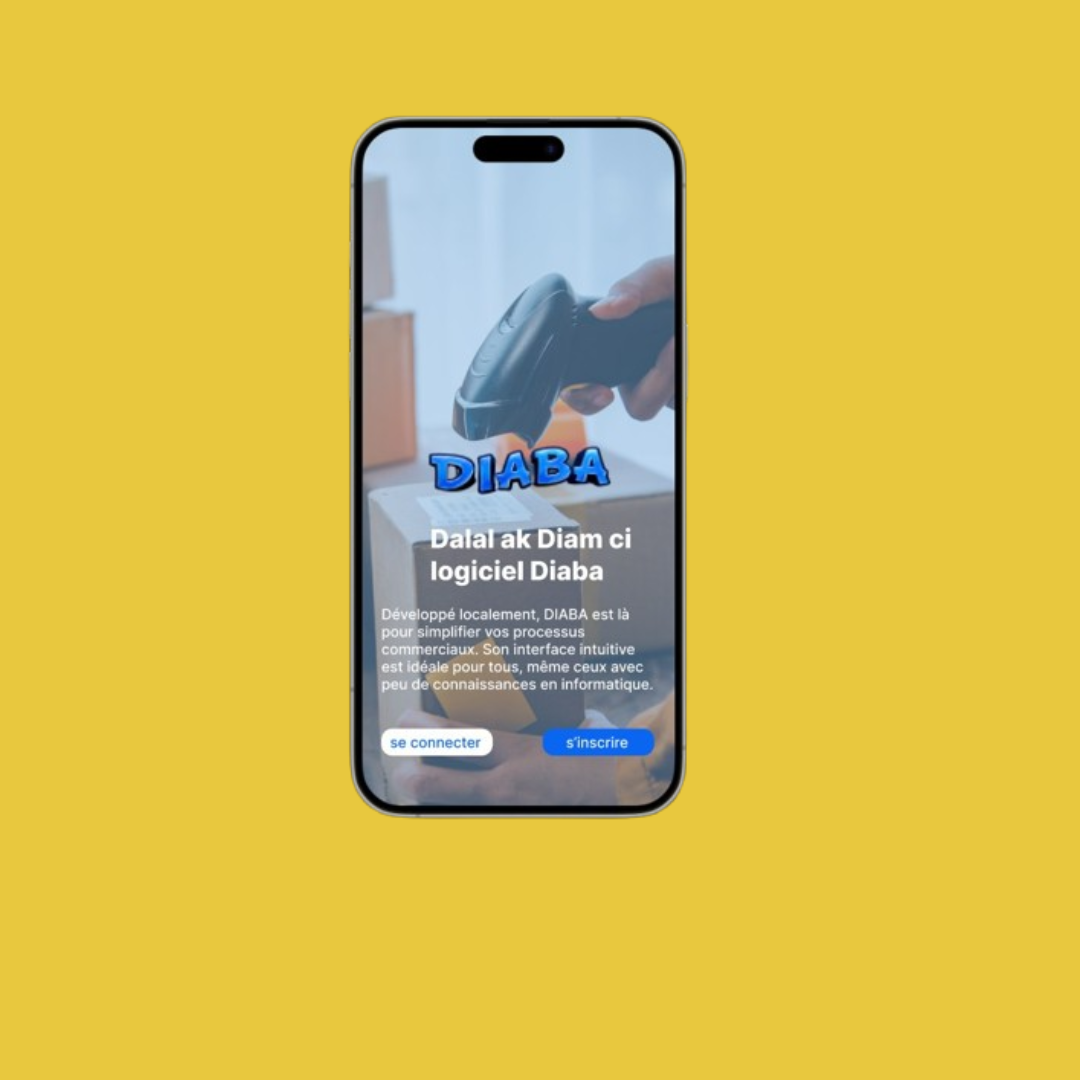 DIABA
Dalal ak Diam ci
logiciel Diaba
Développé localement, DIABA est là
pour simplifier vos processus
commerciaux. Son interface intuitive
est idéale pour tous, même ceux avec
peu de connaissances en informatique.
se connecter
s'inscrire